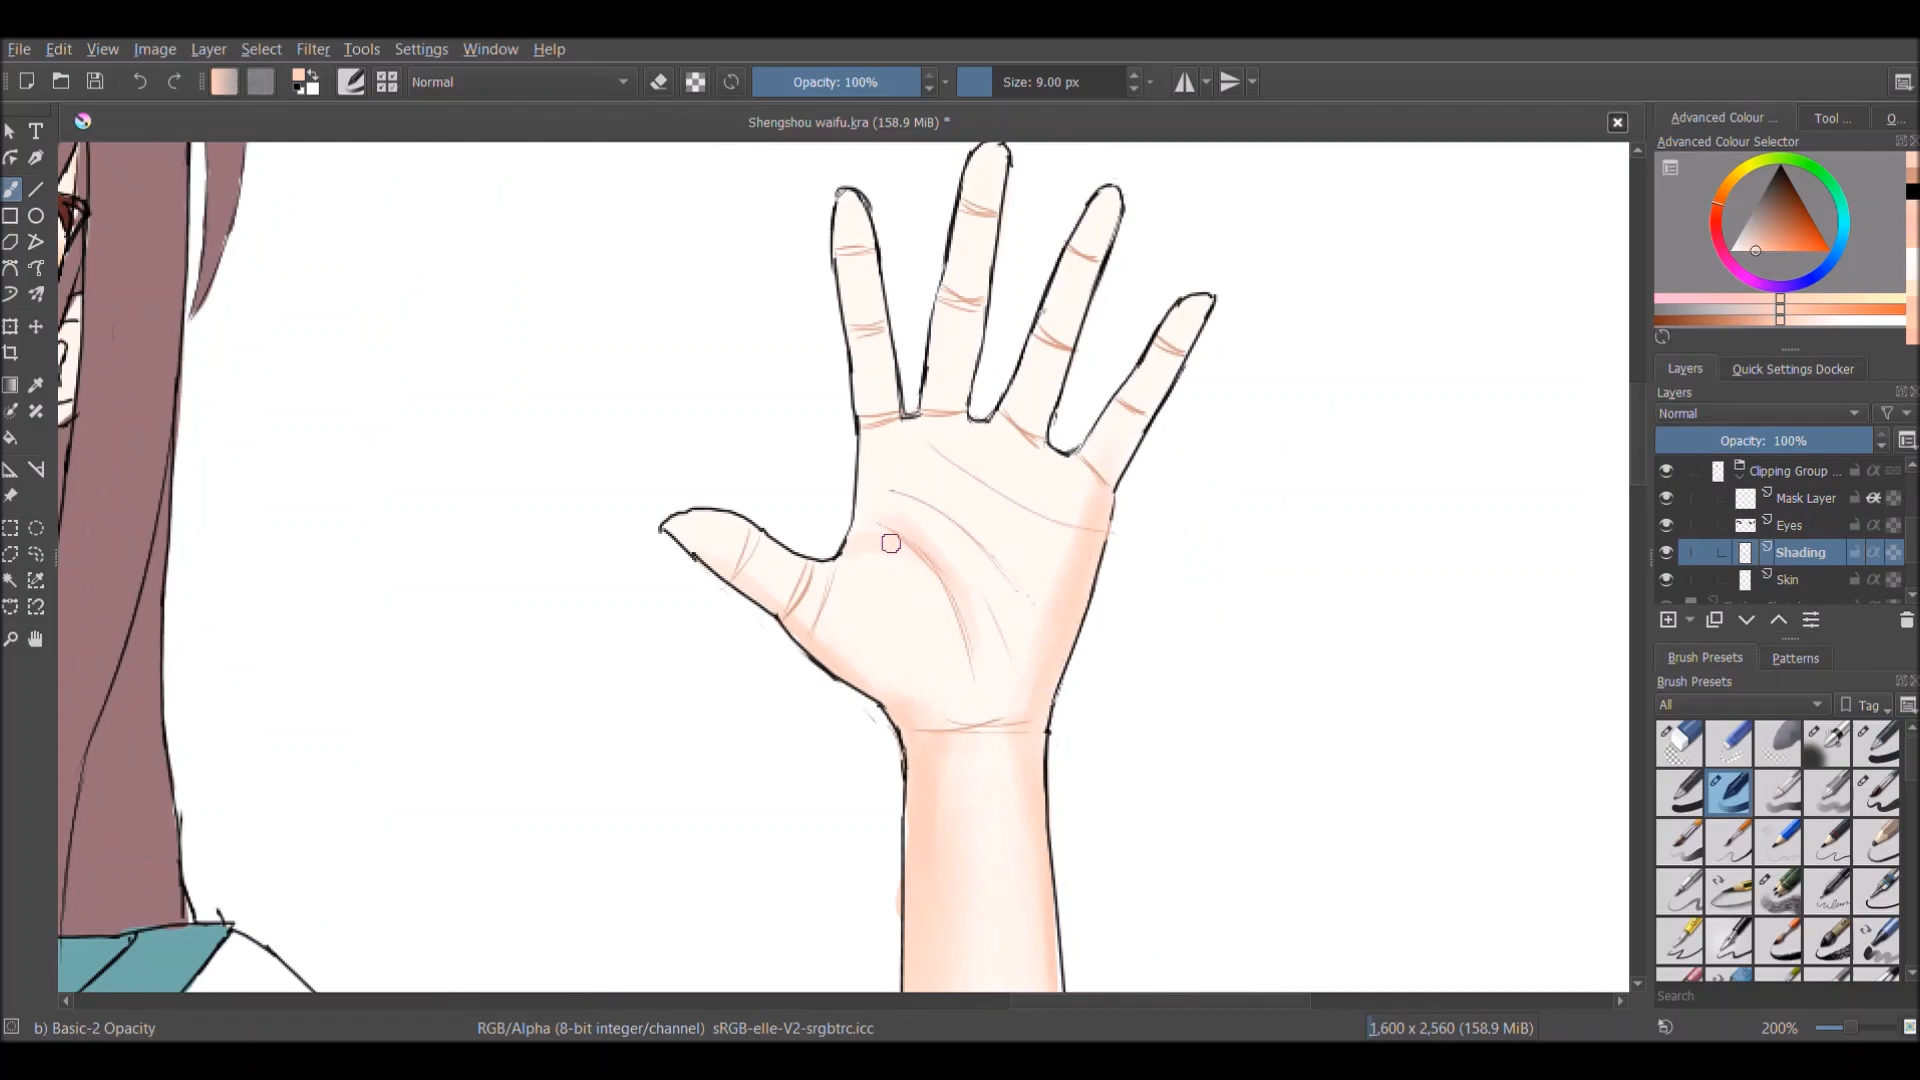 File Edit View Image Layer Select Filter Tools Settings Window Help
Normal Opacity: 100% Size: 9.00 px
Shengshou waifu.kra (158.9 MiB) *
Advanced Colour ... Tool ... O...
Advanced Colour Selector
Layers Quick Settings Docker
Layers
Normal
Opacity: 100%
Clipping Group ...
Mask Layer
Eyes
Shading
Skin
Brush Presets Patterns
Brush Presets
All Tag
Search
b) Basic-2 Opacity RGB/Alpha (8-bit integer/channel) sRGB-elle-V2-srgbtrc.icc 1,600 x 2,560 (158.9 MiB) 200%